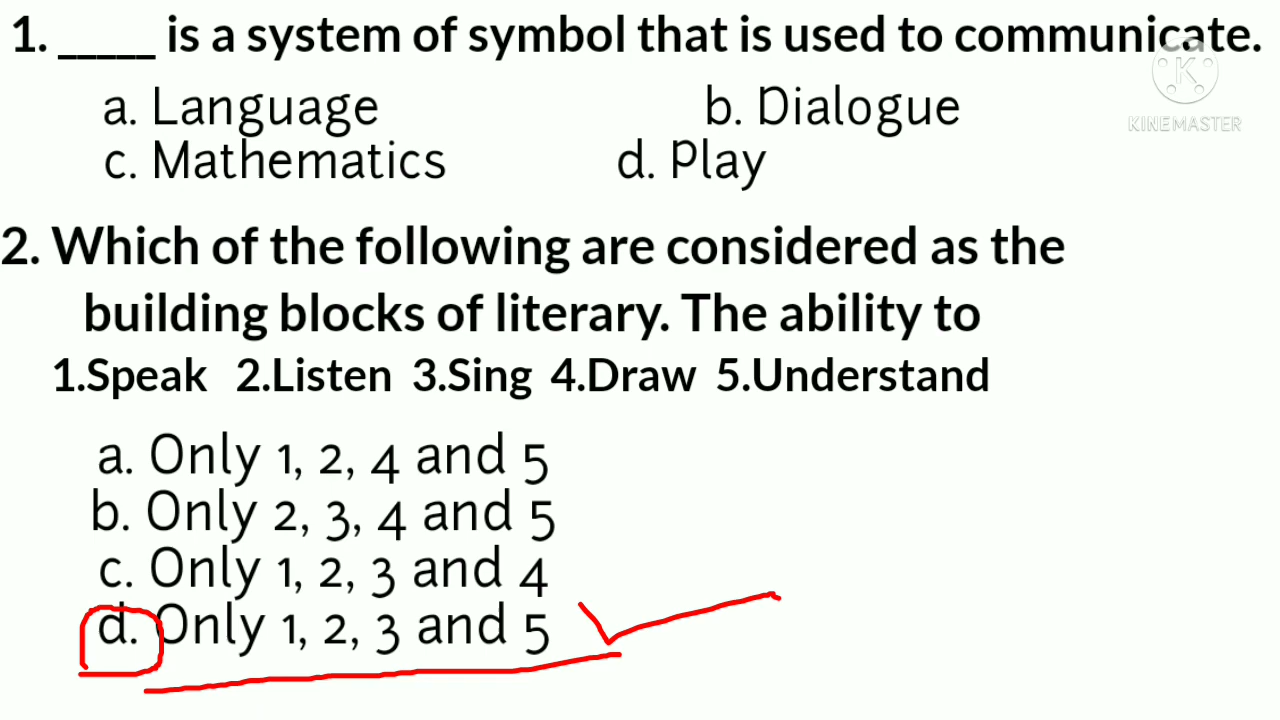 1. _____ is a system of symbol that is used to communicate.
a. Language b. Dialogue
KINEMASTER
c. Mathematics d. Play
2. Which of the following are considered as the
building blocks of literary. The ability to
1.Speak 2.Listen 3.Sing 4.Draw 5.Understand
a. Only 1, 2, 4 and 5
b. Only 2, 3, 4 and 5
c. Only 1, 2, 3 and 4
d. Only 1, 2, 3 and 5